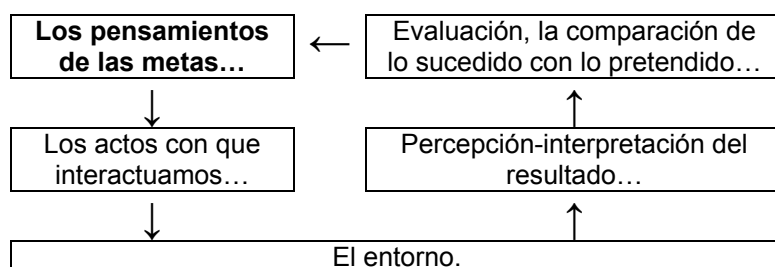 Los pensamientos
de las metas…
Evaluación, la comparación de
lo sucedido con lo pretendido…
Los actos con que
interactuamos…
Percepción-interpretación del
resultado…
El entorno.